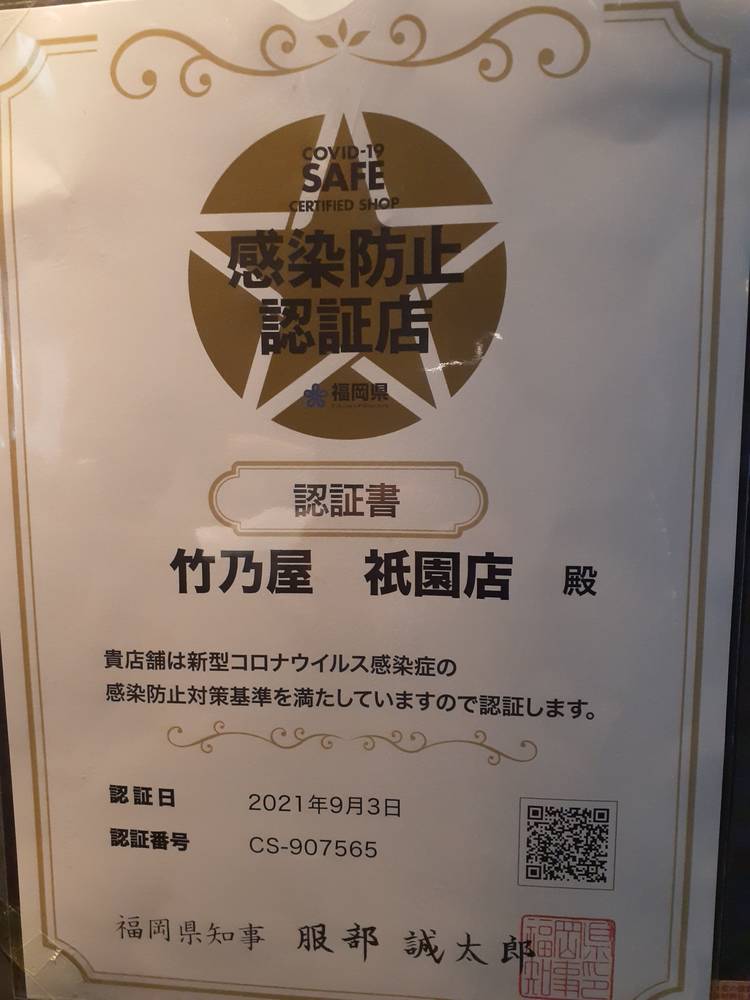 COVID-19
SAFE
CERTIFIED SHOP
感染防止
認証店
福岡県
認証書
竹乃屋 祇園店 殿
貴店舗は新型コロナウイルス感染症の
感染防止対策基準を満たしていますので認証します。
認証日 2021年9月3日
認証番号 CS-907565
福岡県知事 服部 誠太郎